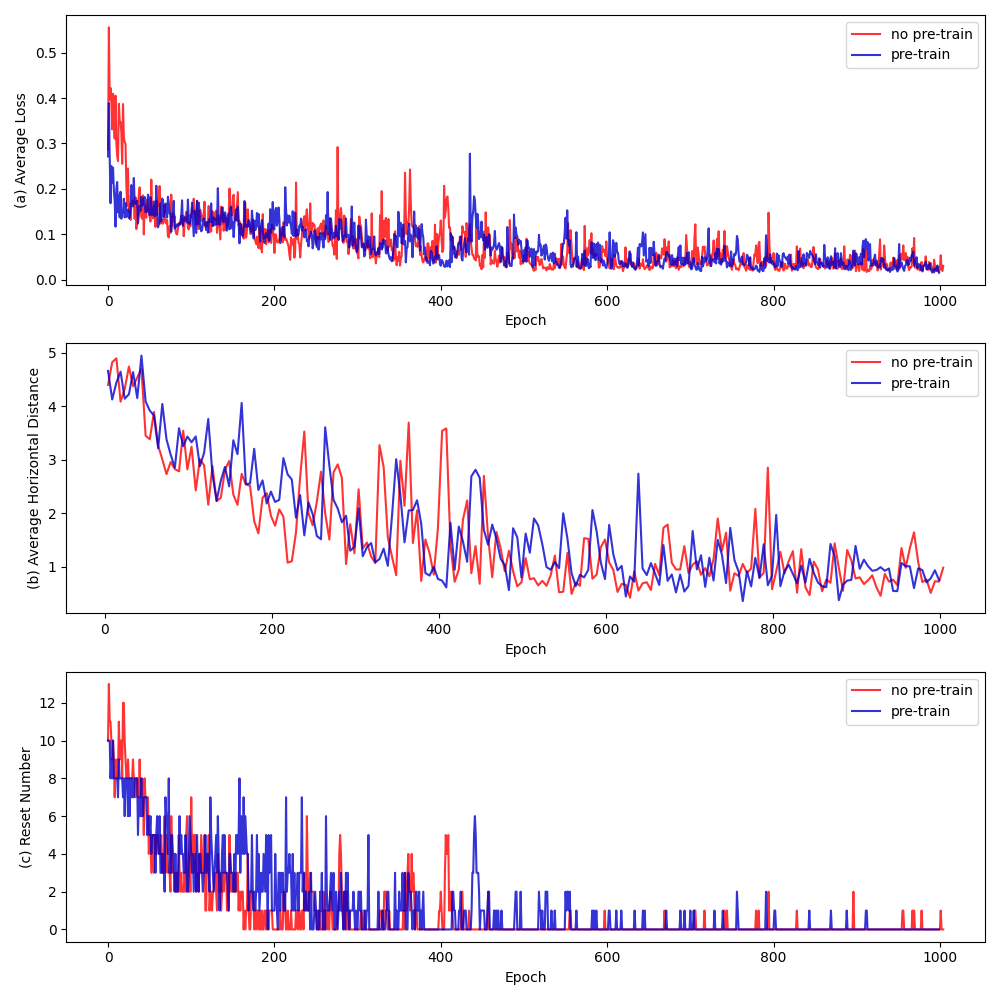 (a) Average Loss
0.5
0.4
0.3
0.2
0.1
0.0
no pre-train
pre-train
0 200 400 600 800 1000
Epoch
(b) Average Horizontal Distance
5
4
3
2
1
no pre-train
pre-train
0 200 400 600 800 1000
Epoch
(c) Reset Number
12
10
8
6
4
2
0
no pre-train
pre-train
0 200 400 600 800 1000
Epoch